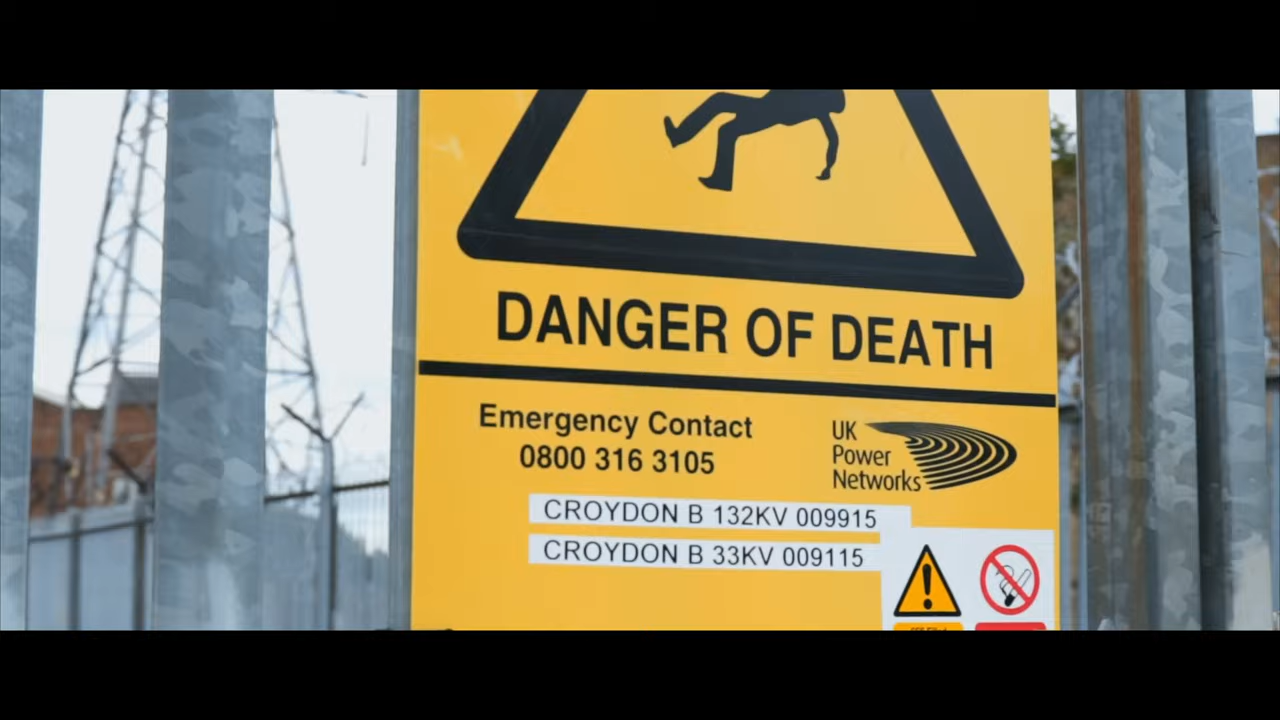 DANGER OF DEATH
Emergency Contact
0800 316 3105
UK
Power
Networks
CROYDON B 132KV 009915
CROYDON B 33KV 009115